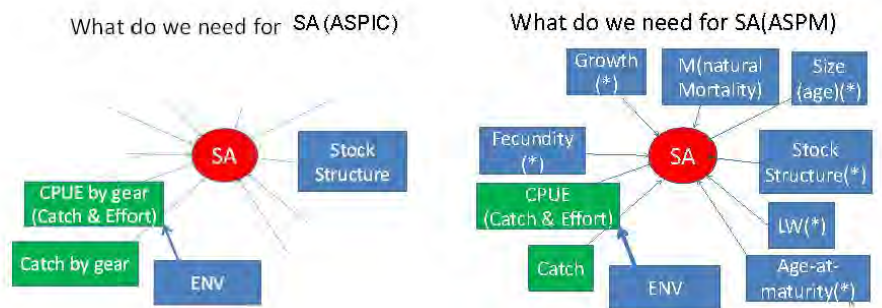 What do we need for SA (ASPIC)
SA
Stock
Structure
CPUE by gear
(Catch & Effort)
Catch by gear
ENV
What do we need for SA(ASPM)
Growth
(*)
M(natural
Mortality)
Size
(age)(*)
Fecundity
(*)
SA
Stock
Structure(*)
CPUE
(Catch & Effort)
LW(*)
Catch
ENV
Age-at-
maturity(*)